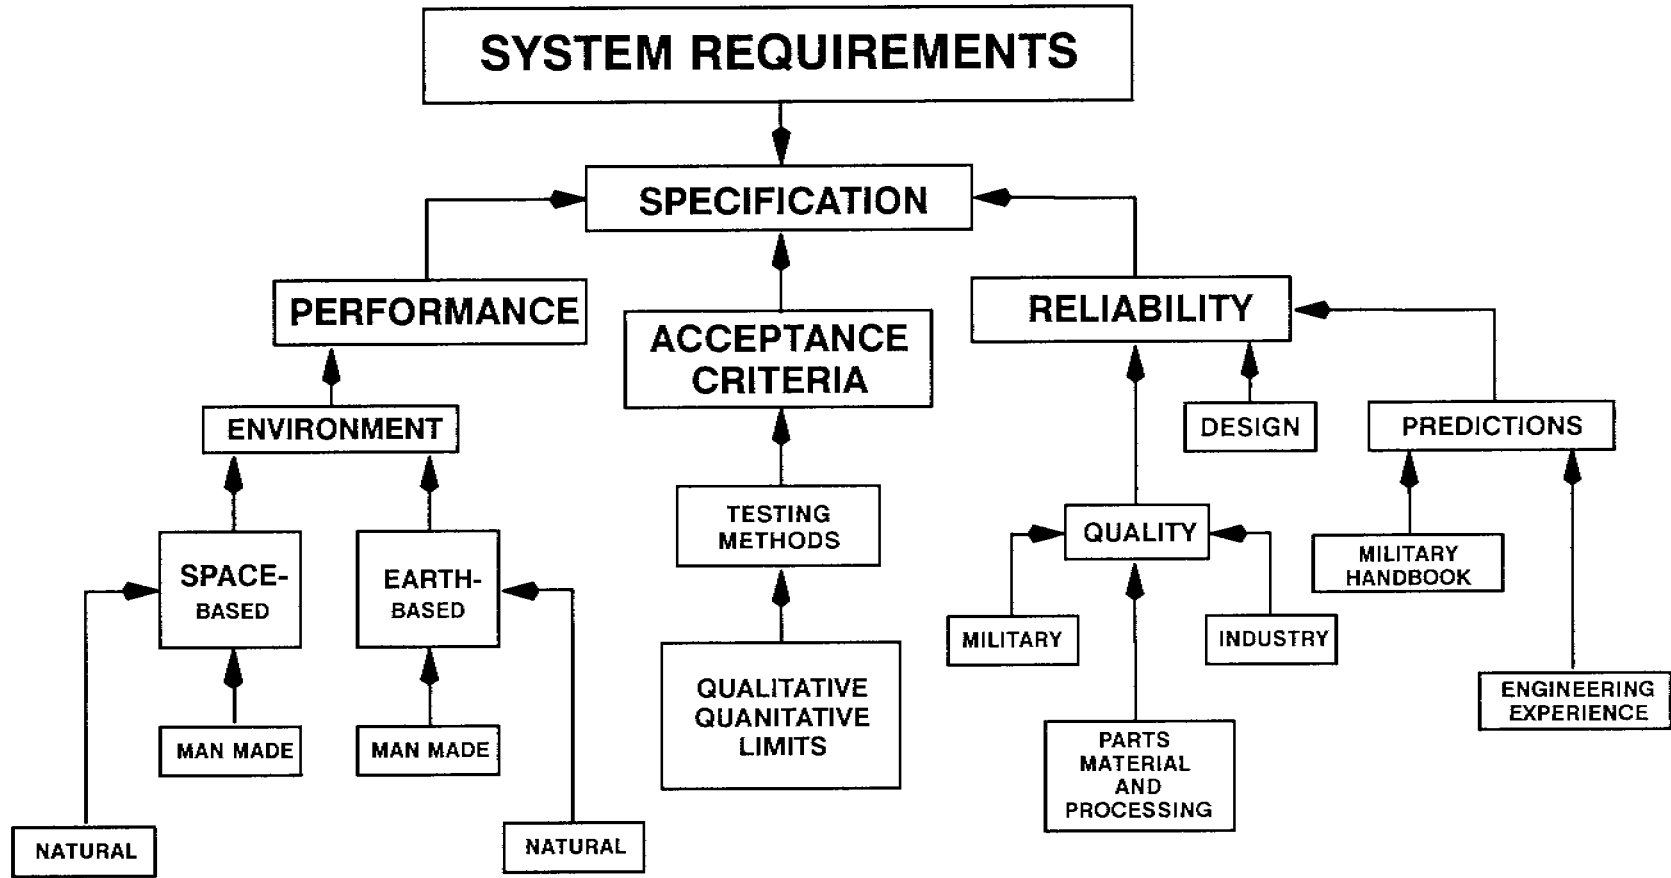 SYSTEM REQUIREMENTS
SPECIFICATION
PERFORMANCE
ACCEPTANCE
CRITERIA
RELIABILITY
ENVIRONMENT
DESIGN
PREDICTIONS
SPACE-
BASED
EARTH-
BASED
TESTING
METHODS
QUALITY
MILITARY
HANDBOOK
MILITARY
INDUSTRY
QUALITATIVE
QUANITATIVE
LIMITS
ENGINEERING
EXPERIENCE
MAN MADE
MAN MADE
PARTS
MATERIAL
AND
PROCESSING
NATURAL
NATURAL